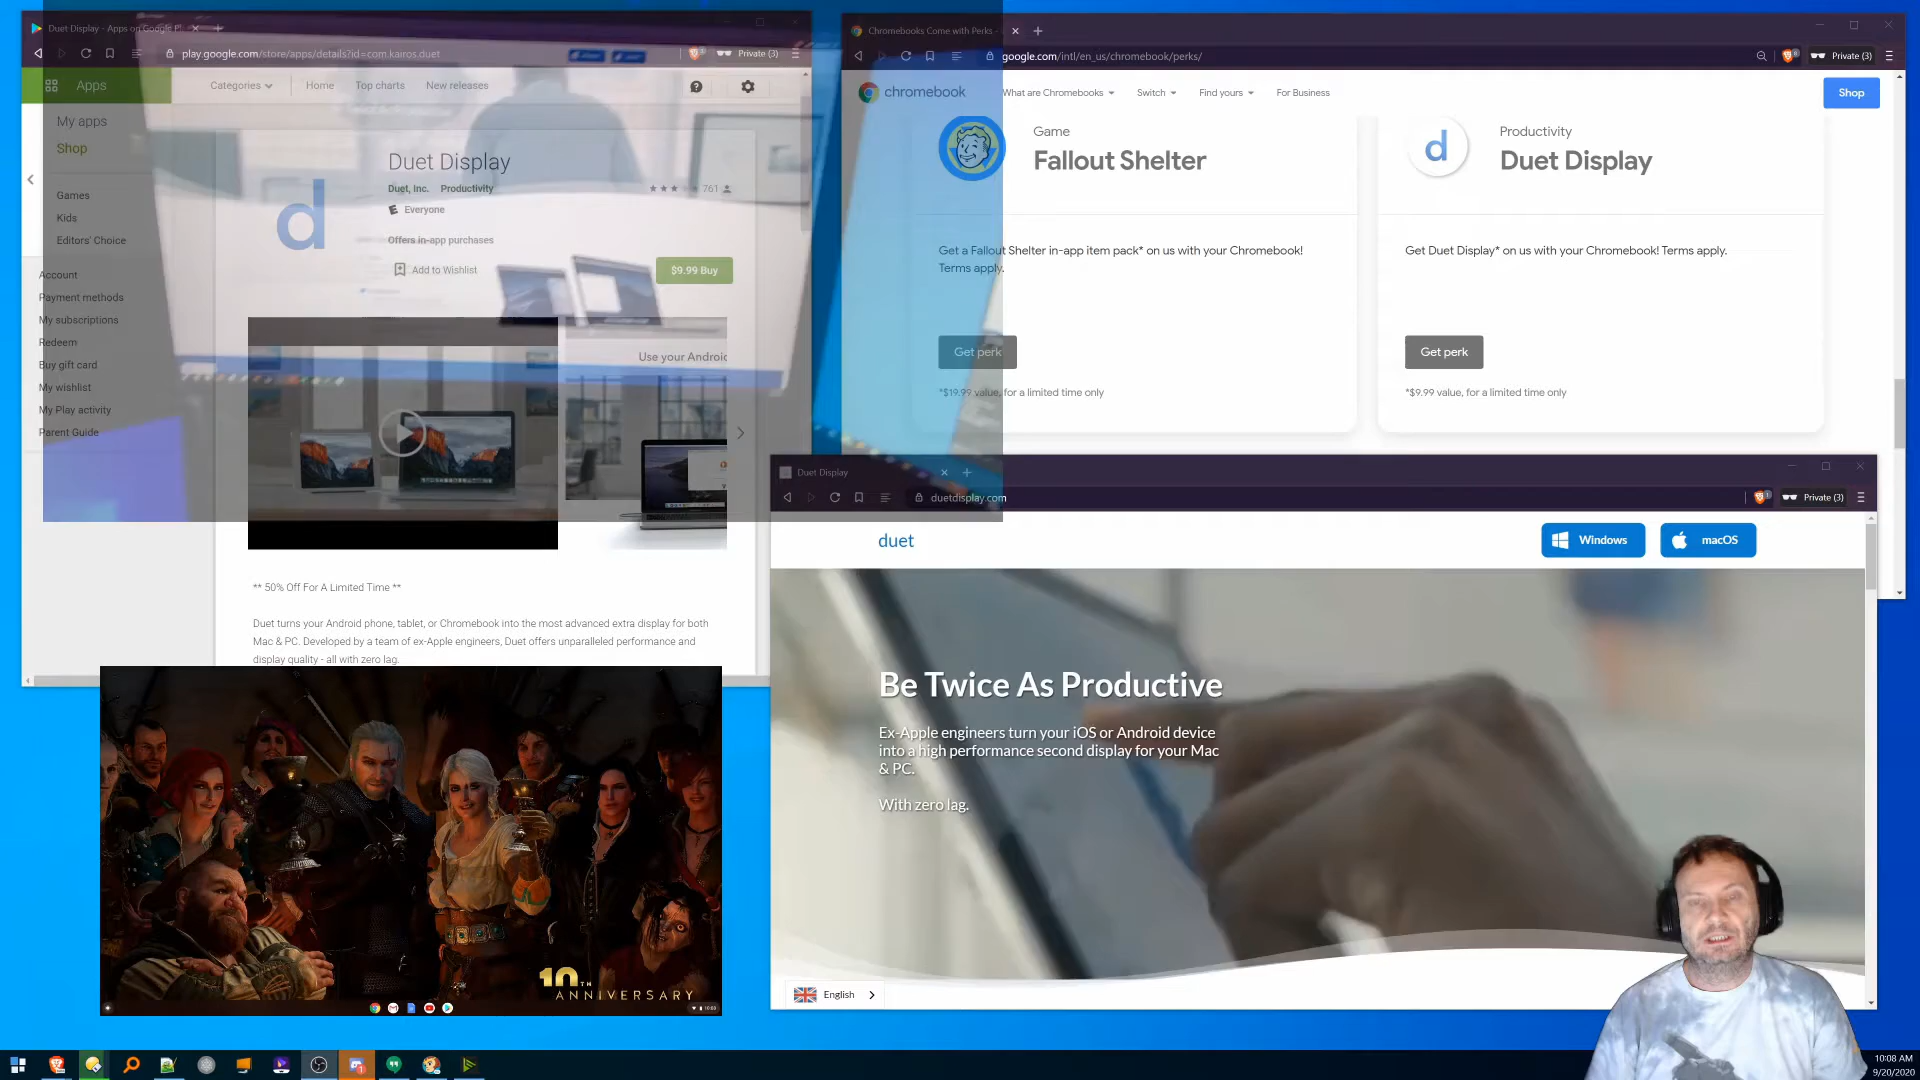 Duet Display - Apps on Google P
play.google.com/store/apps/details?id=com.kairos.duet
Private (3)
Apps
Categories
Home
Top charts
New releases
My apps
Shop
Games
Kids
Editors' Choice
Account
Payment methods
My subscriptions
Redeem
Buy gift card
My wishlist
My Play activity
Parent Guide
Duet Display
Duet, Inc. Productivity
761
Everyone
Offers in-app purchases
Add to Wishlist
$9.99 Buy
Use your Android
** 50% Off For A Limited Time **
Duet turns your Android phone, tablet, or Chromebook into the most advanced extra display for both
Mac & PC. Developed by a team of ex-Apple engineers, Duet offers unparalleled performance and
display quality - all with zero lag.
Chromebooks Come with Perks -
google.com/intl/en_us/chromebook/perks/
Private (3)
chromebook
What are Chromebooks
Switch
Find yours
For Business
Shop
Game
Fallout Shelter
Get a Fallout Shelter in-app item pack* on us with your Chromebook!
Terms apply.
Get perk
*$19.99 value, for a limited time only
d
Productivity
Duet Display
Get Duet Display* on us with your Chromebook! Terms apply.
Get perk
*$9.99 value, for a limited time only
Duet Display
duetdisplay.com
Private (3)
duet
Windows
macOS
Be Twice As Productive
Ex-Apple engineers turn your iOS or Android device
into a high performance second display for your Mac
& PC.
With zero lag.
English
d
10TH
ANNIVERSARY
10:08 AM
9/20/2020